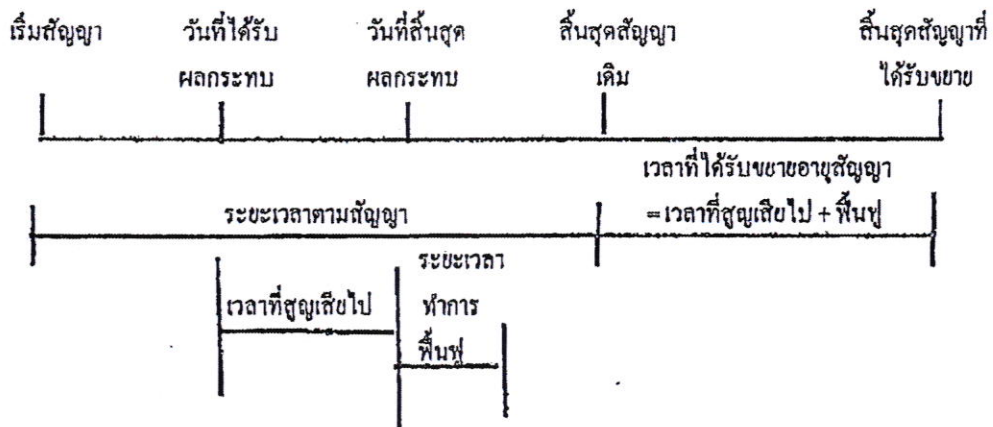 เริ่มสัญญา วันที่ได้รับ วันที่สิ้นสุด สิ้นสุดสัญญา สิ้นสุดสัญญาที่
ผลกระทบ ผลกระทบ เดิม ได้รับขยาย
เวลาที่ได้รับขยายอายุสัญญา
ระยะเวลาตามสัญญา =เวลาที่สูญเสียไป + ฟื้นฟู
ระยะเวลา
เวลาที่สูญเสียไป ทำการ
ฟื้นฟู